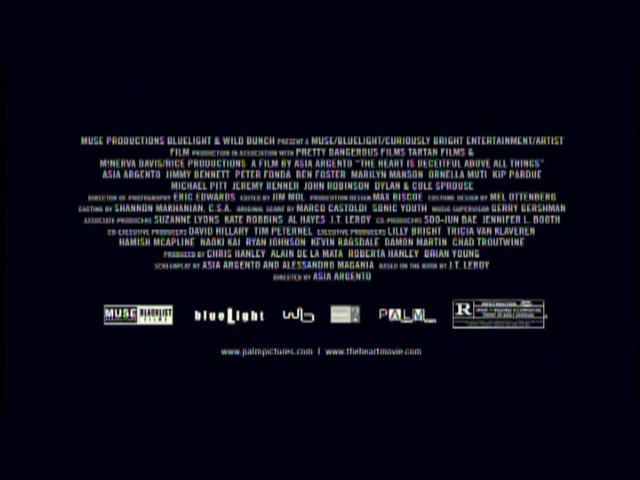 MUSE PRODUCTIONS BLUELIGHT & WILD BUNCH PRESENT A MUSE/BLUELIGHT/CURIOUSLY BRIGHT ENTERTAINMENT/ARTIST
FILM PRODUCTION IN ASSOCIATION WITH PRETTY DANGEROUS FILMS TARTAN FILMS &
MINERVA DAVIS/RICE PRODUCTIONS A FILM BY ASIA ARGENTO "THE HEART IS DECEITFUL ABOVE ALL THINGS"
ASIA ARGENTO JIMMY BENNETT PETER FONDA BEN FOSTER MARILYN MANSON ORNELLA MUTI KIP PARDUE
MICHAEL PITT JEREMY RENNER JOHN ROBINSON DYLAN & COLE SPROUSE
DIRECTOR OF PHOTOGRAPHY ERIC EDWARDS EDITED BY JIM MOL PRODUCTION DESIGN MAX BISCOE COSTUME DESIGN BY MEL OTTENBERG
CASTING BY SHANNON MAKHANIAN, C.S.A. ORIGINAL SCORE BY MARCO CASTOLDI SONIC YOUTH MUSIC SUPERVISOR GERRY GERSHMAN
ASSOCIATE PRODUCERS SUZANNE LYONS KATE ROBBINS AL HAYES J.T. LEROY CO-PRODUCERS SOO-JUN BAE JENNIFER L. BOOTH
CO-EXECUTIVE PRODUCERS DAVID HILLARY TIM PETERNEL EXECUTIVE PRODUCERS LILLY BRIGHT TRICIA VAN KLAVEREN
HAMISH MCAPLINE NAOKI KAI RYAN JOHNSON KEVIN RAGSDALE DAMON MARTIN CHAD TROUTWINE
PRODUCED BY CHRIS HANLEY ALAIN DE LA MATA ROBERTA HANLEY BRIAN YOUNG
SCREENPLAY BY ASIA ARGENTO AND ALESSANDRO MAGANIA BASED ON THE BOOK BY J.T. LEROY
DIRECTED BY ASIA ARGENTO
MUSE PRODUCTIONS BLACKLIST FILMS blueLight wb PALM R
www.palmpictures.com | www.theheartmovie.com